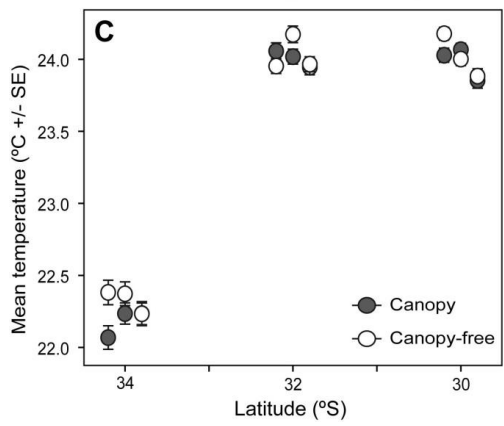 C
Mean temperature (ºC +/- SE)
24.0
23.5
23.0
22.5
22.0
Canopy
Canopy-free
34
32
30
Latitude (ºS)